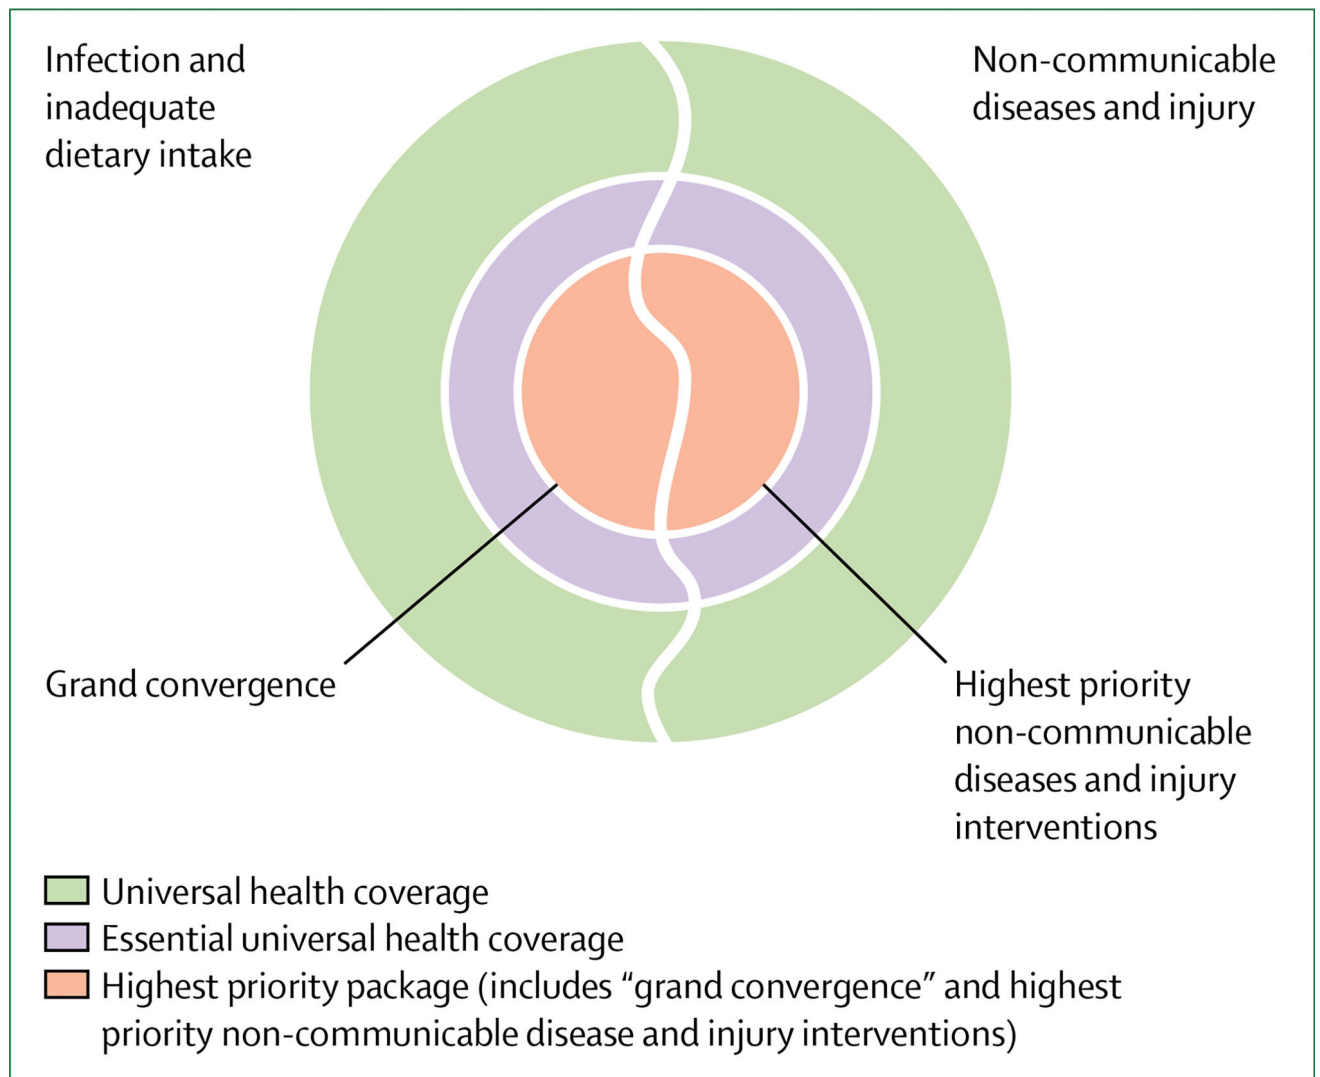 Infection and
inadequate
dietary intake
Non-communicable
diseases and injury
Grand convergence
Highest priority
non-communicable
diseases and injury
interventions
Universal health coverage
Essential universal health coverage
Highest priority package (includes “grand convergence” and highest
priority non-communicable disease and injury interventions)